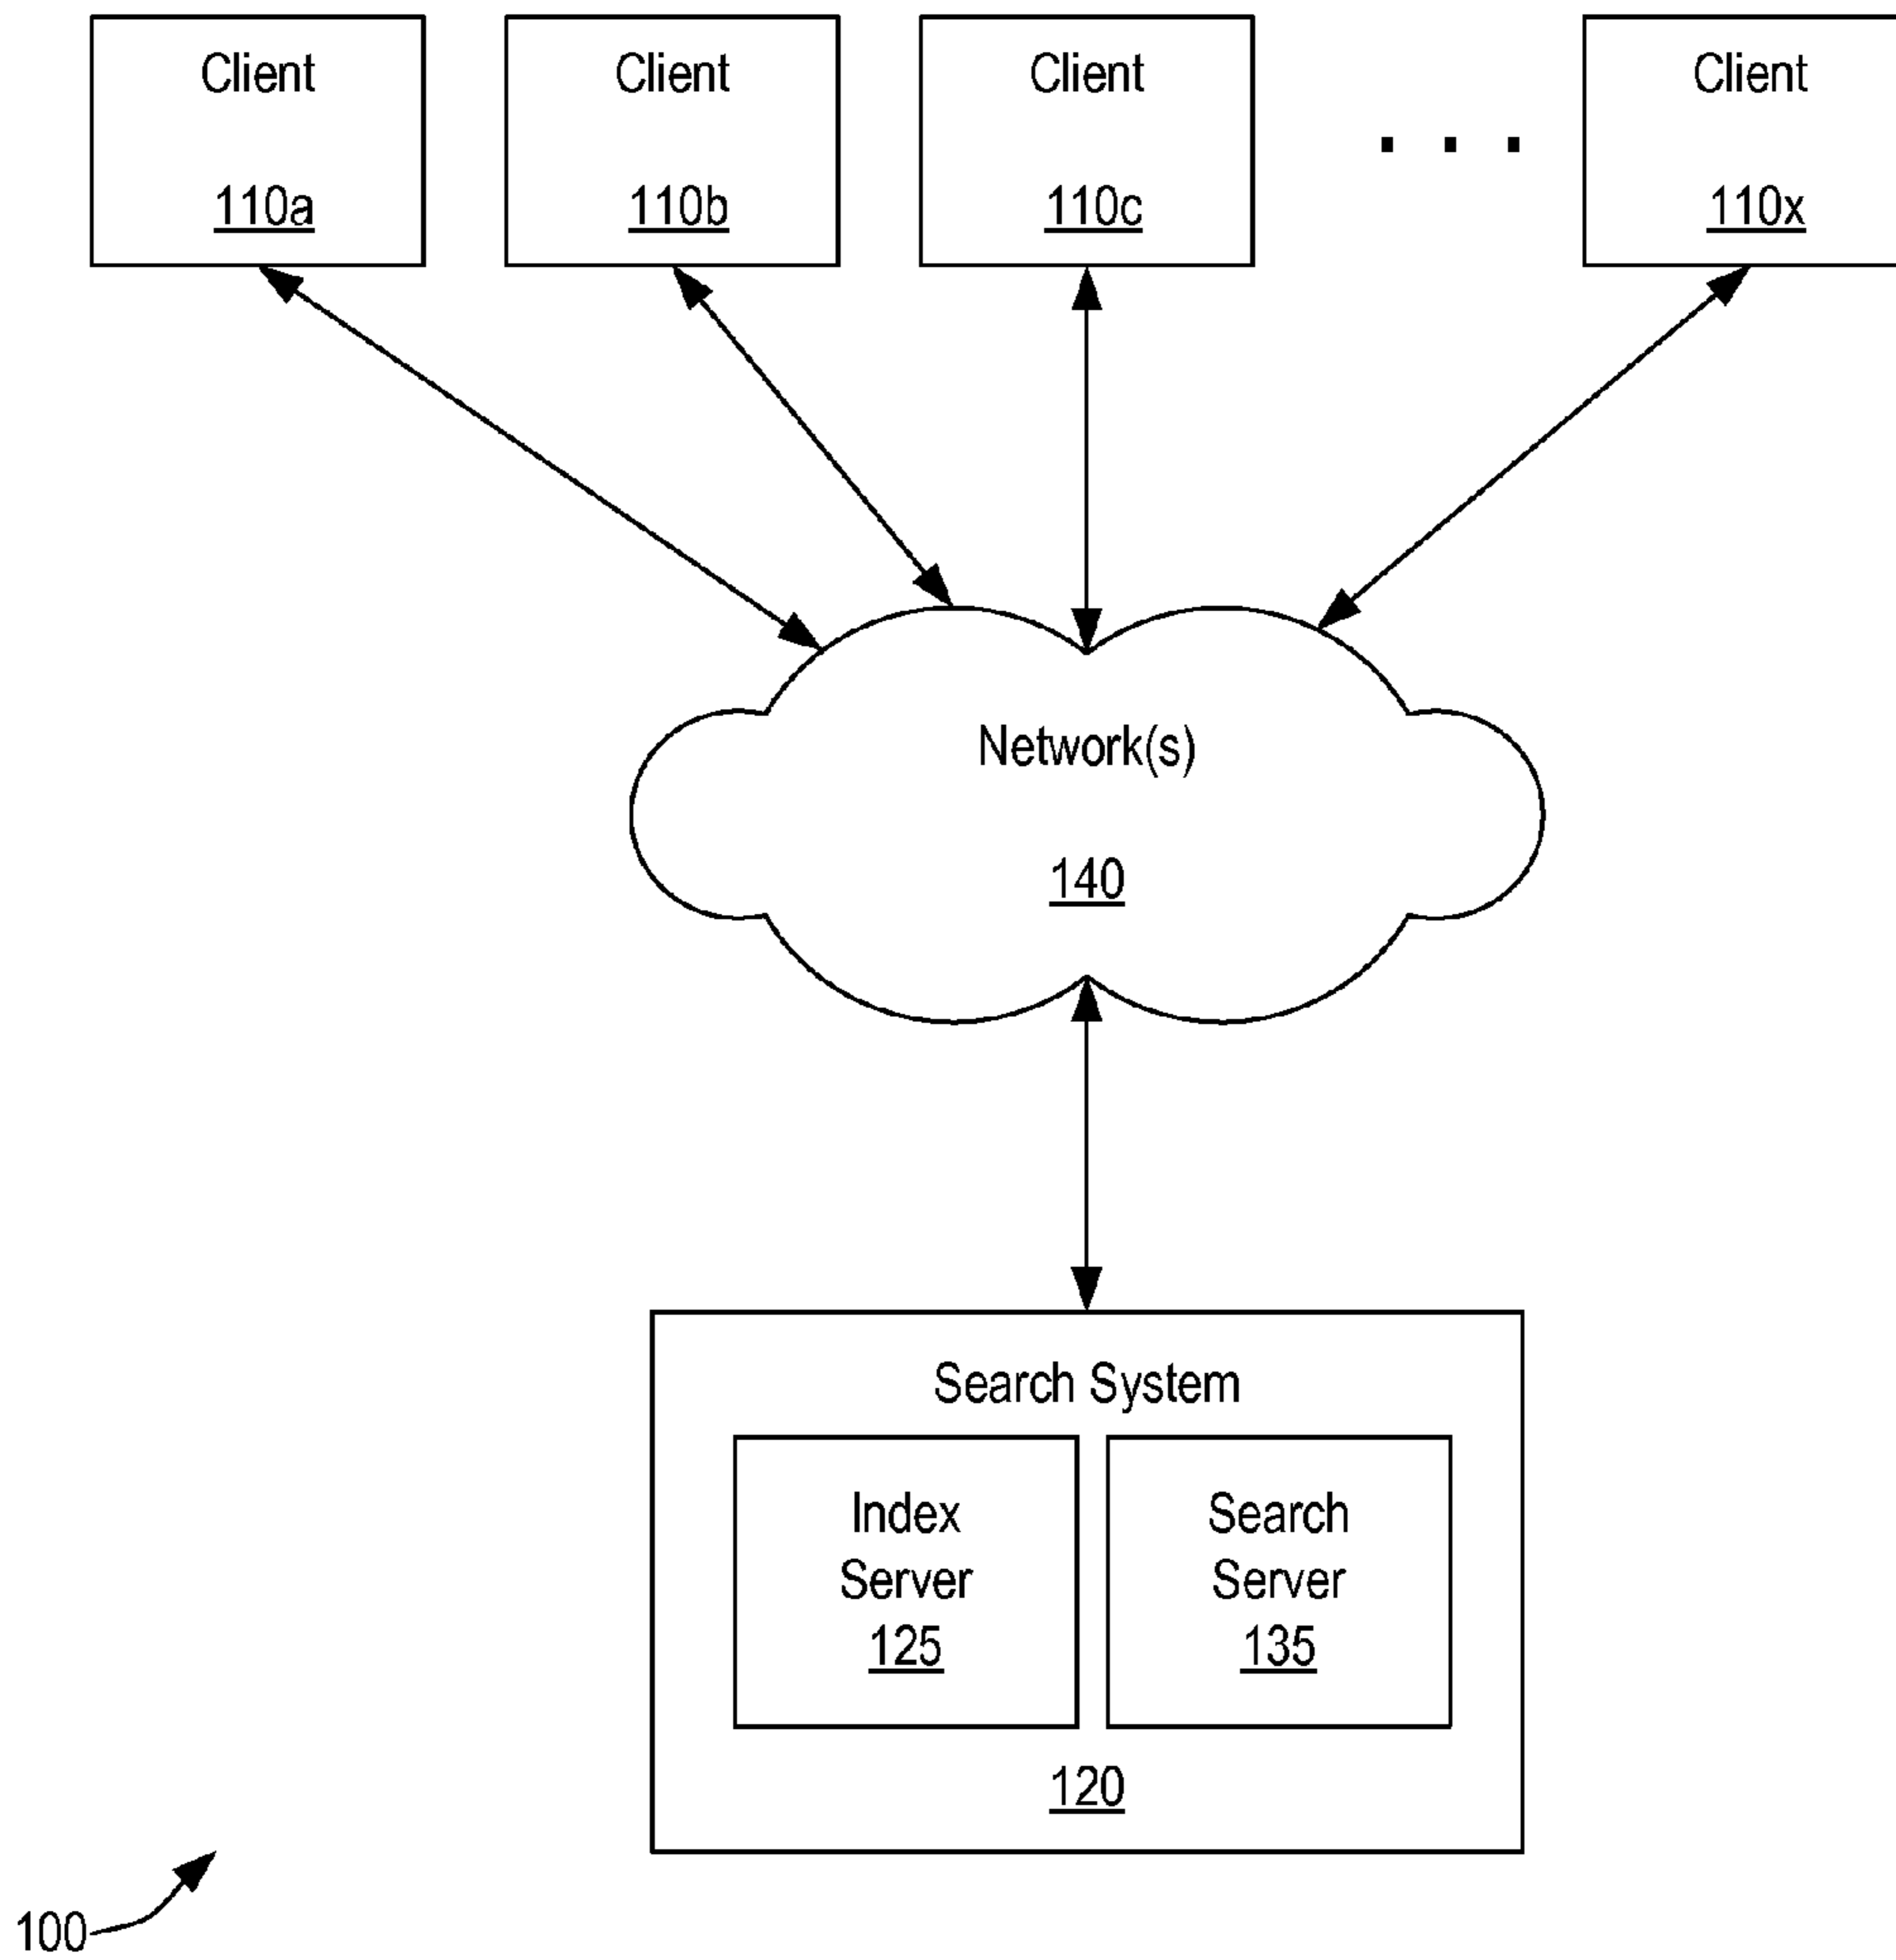 Client Client Client Client
110a 110b 110c . . . 110x
Network(s)
140
Search System
Index
Server
125
Search
Server
135
120
100